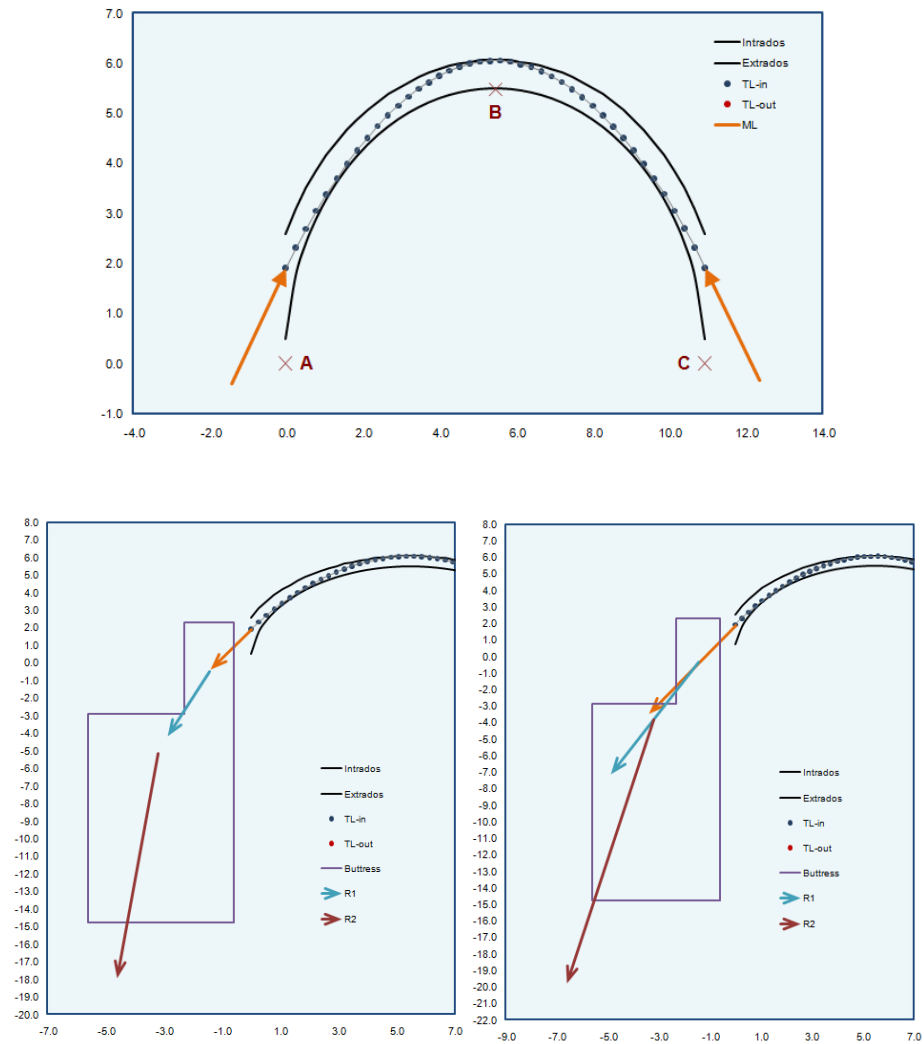 7.0
6.0
5.0
4.0
3.0
2.0
1.0
0.0
-1.0
-4.0 -2.0 0.0 2.0 4.0 6.0 8.0 10.0 12.0 14.0
Intrados
Extrados
TL-in
TL-out
ML
B
A
C
8.0
7.0
6.0
5.0
4.0
3.0
2.0
1.0
0.0
-1.0
-2.0
-3.0
-4.0
-5.0
-6.0
-7.0
-8.0
-9.0
-10.0
-11.0
-12.0
-13.0
-14.0
-15.0
-16.0
-17.0
-18.0
-19.0
-20.0
-7.0 -5.0 -3.0 -1.0 1.0 3.0 5.0 7.0
Intrados
Extrados
TL-in
TL-out
Buttress
R1
R2
8.0
7.0
6.0
5.0
4.0
3.0
2.0
1.0
0.0
-1.0
-2.0
-3.0
-4.0
-5.0
-6.0
-7.0
-8.0
-9.0
-10.0
-11.0
-12.0
-13.0
-14.0
-15.0
-16.0
-17.0
-18.0
-19.0
-20.0
-21.0
-22.0
-9.0 -7.0 -5.0 -3.0 -1.0 1.0 3.0 5.0 7.0
Intrados
Extrados
TL-in
TL-out
Buttress
R1
R2